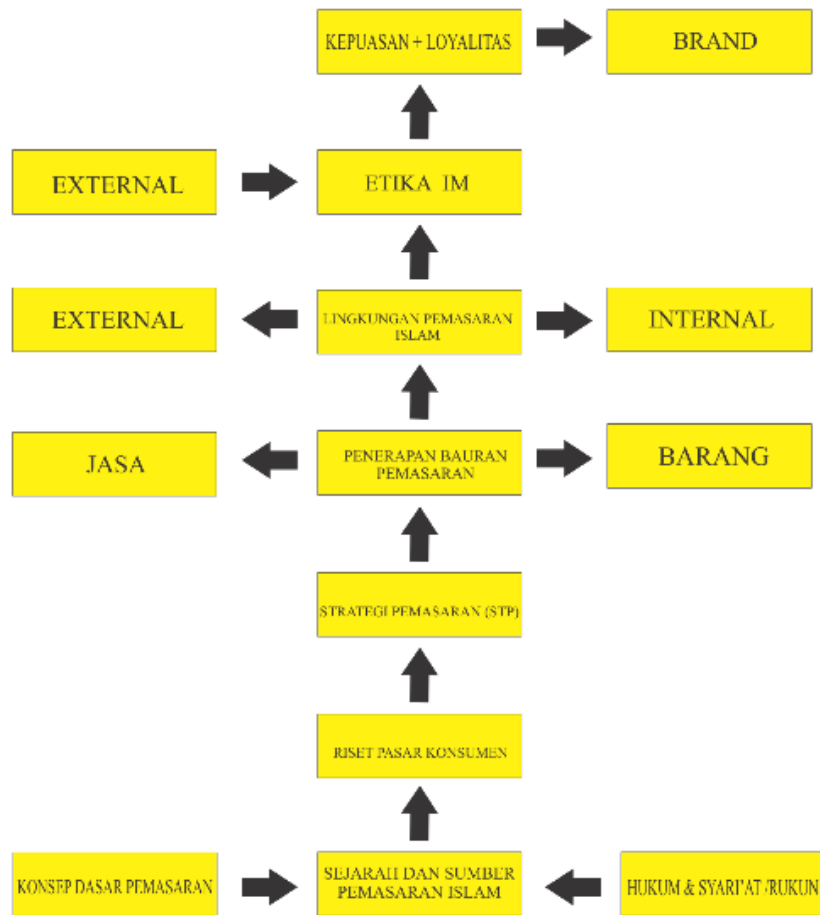 KEPUASAN + LOYALITAS
BRAND
EXTERNAL
ETIKA IM
EXTERNAL
LINGKUNGAN PEMASARAN
ISLAM
INTERNAL
JASA
PENERAPAN BAURAN
PEMASARAN
BARANG
STRATEGI PEMASARAN (STP)
RISET PASAR KONSUMEN
KONSEP DASAR PEMASARAN
SEJARAH DAN SUMBER
PEMASARAN ISLAM
HUKUM & SYARI'AT /RUKUN